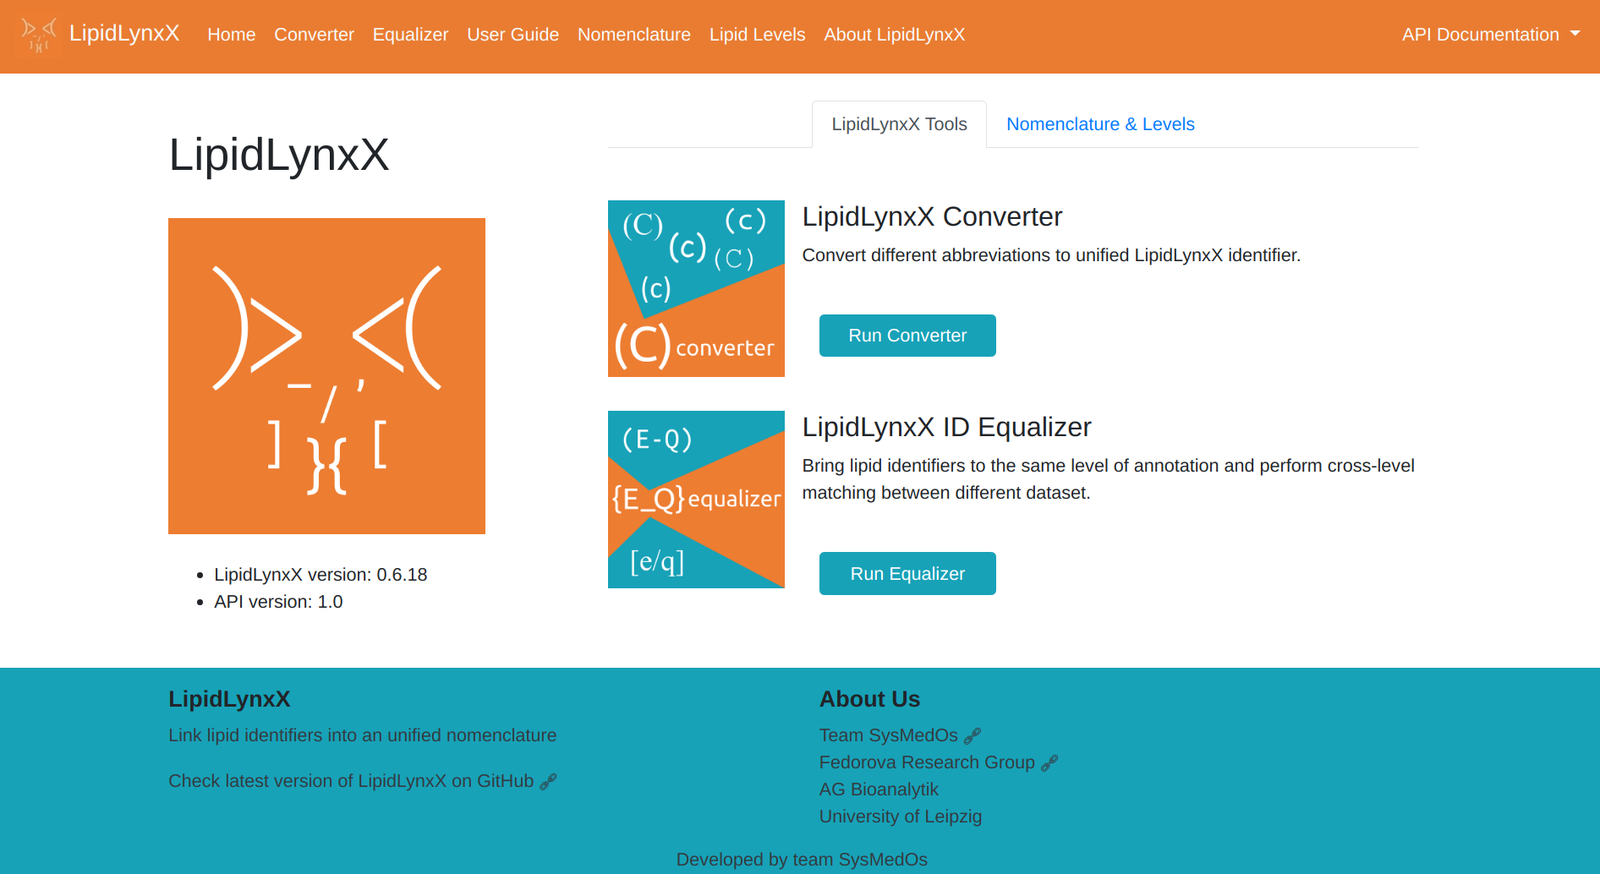 LipidLynxX Home Converter Equalizer User Guide Nomenclature Lipid Levels About LipidLynxX API Documentation
LipidLynxX Tools Nomenclature & Levels
LipidLynxX
)> <(
_ / ,
] }{ [
LipidLynxX version: 0.6.18
API version: 1.0
(C) (c)
(c) (C)
(c)
(C) converter
LipidLynxX Converter
Convert different abbreviations to unified LipidLynxX identifier.
Run Converter
(E-Q)
{E_Q} equalizer
[e/q]
LipidLynxX ID Equalizer
Bring lipid identifiers to the same level of annotation and perform cross-level
matching between different dataset.
Run Equalizer
LipidLynxX
Link lipid identifiers into an unified nomenclature
Check latest version of LipidLynxX on GitHub
About Us
Team SysMedOs
Fedorova Research Group
AG Bioanalytik
University of Leipzig
Developed by team SysMedOs